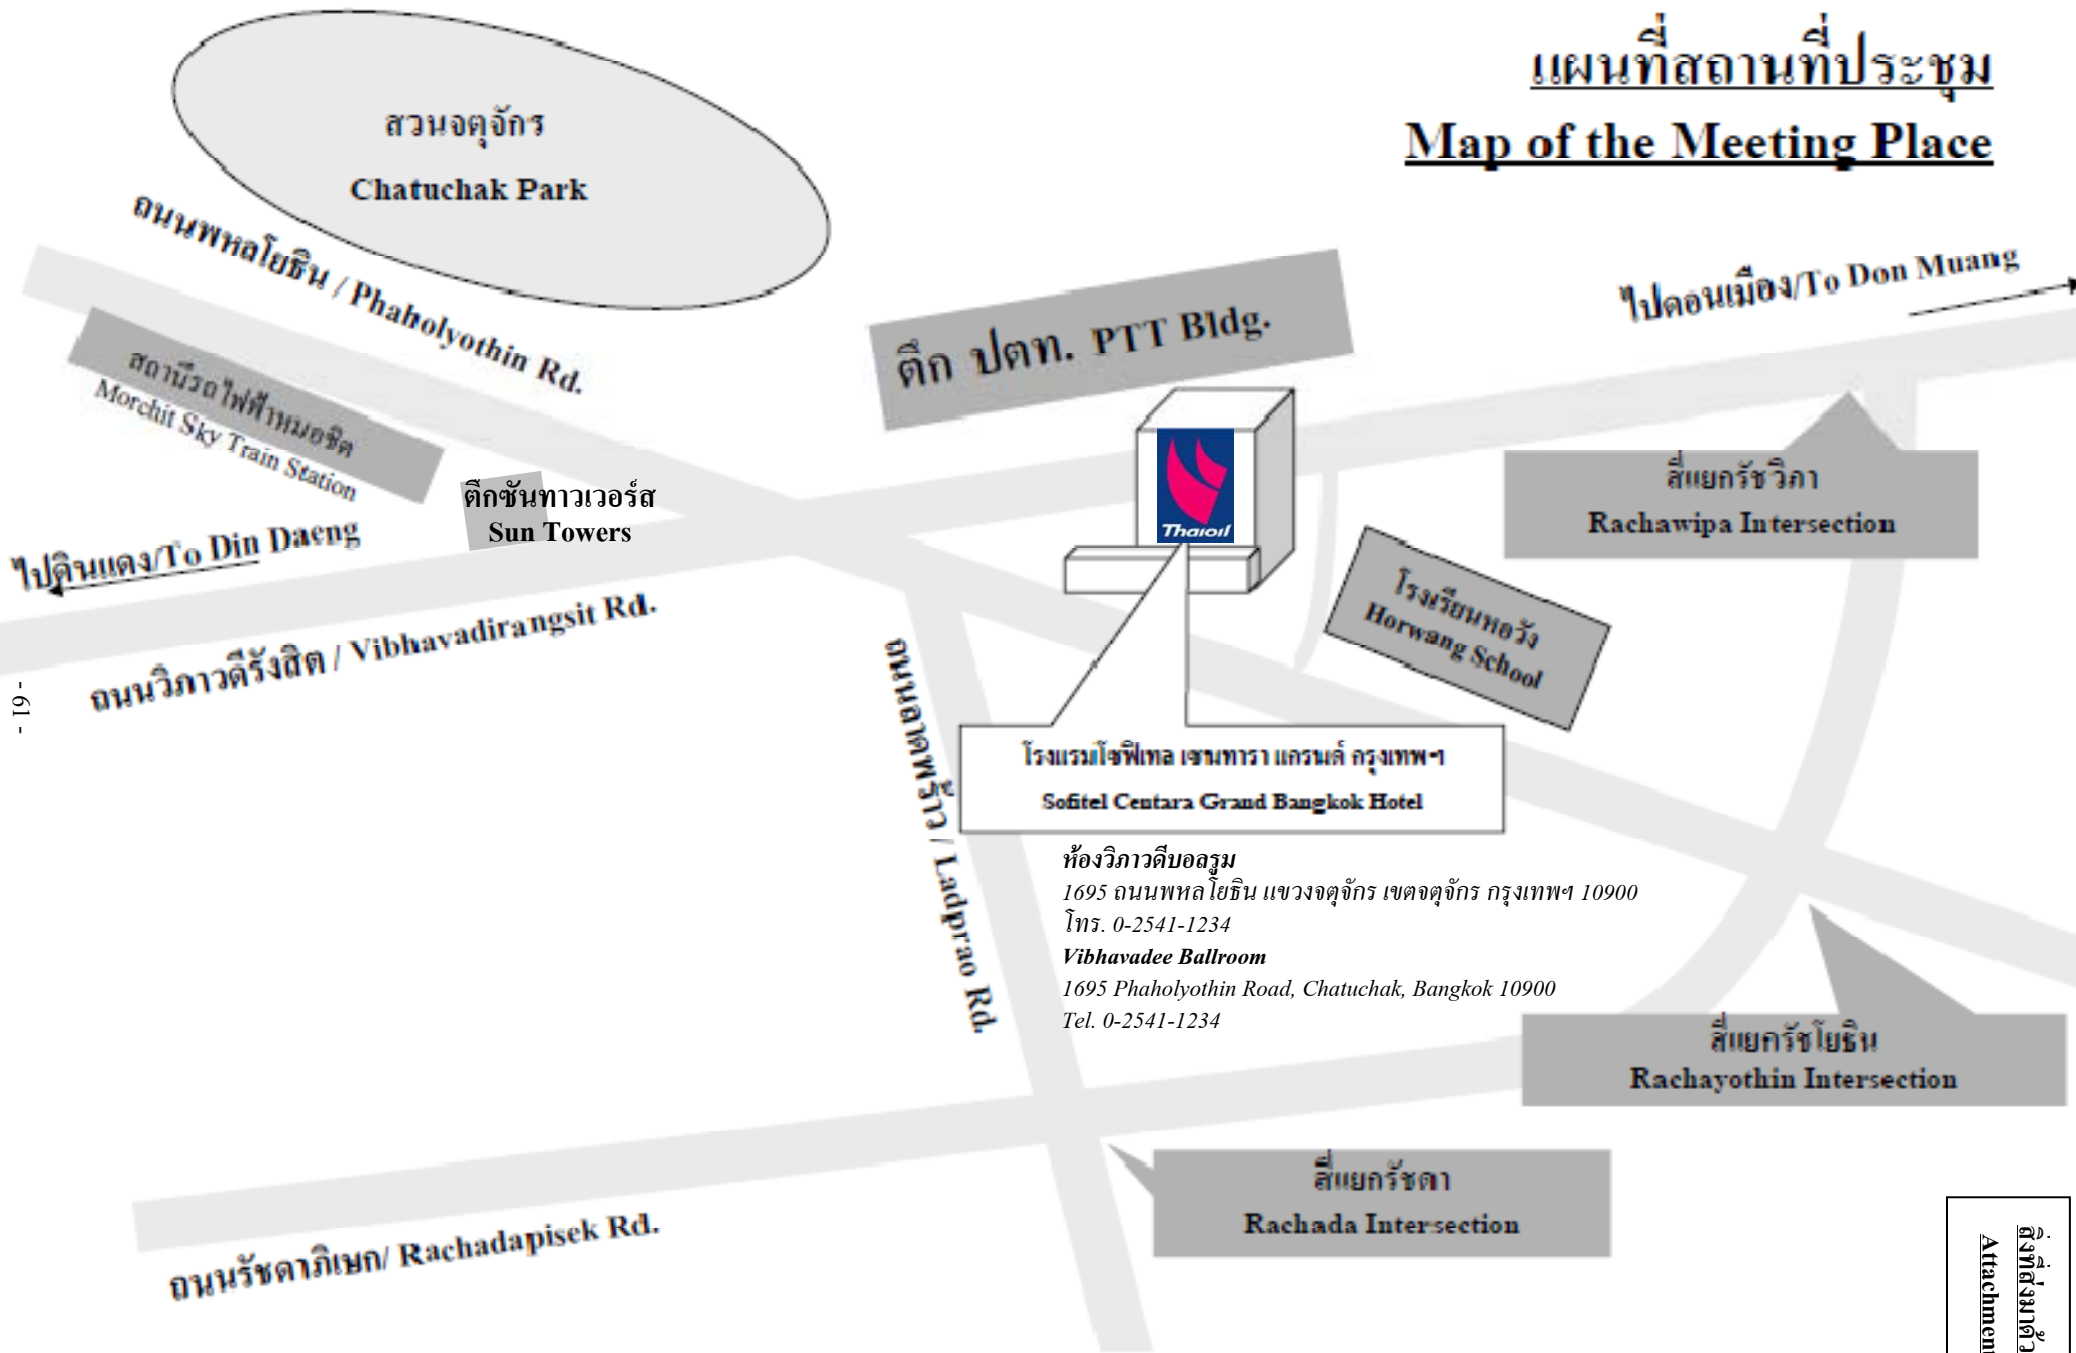 แผนที่สถานที่ประชุม
Map of the Meeting Place
สวนจตุจักร
Chatuchak Park
ถนนพหลโยธิน / Phaholyothin Rd.
สถานีรถไฟฟ้าหมอชิต
Morchit Sky Train Station
ตึก ปตท. PTT Bldg.
ไปดอนเมือง/To Don Muang
ตึกซันทาวเวอร์ส
Sun Towers
Thaioil
สี่แยกรัชวิภา
Rachawipa Intersection
ไปดินแดง/To Din Daeng
ถนนวิภาวดีรังสิต / Vibhavadirangsit Rd.
โรงเรียนหอวัง
Horwang School
- 61 -
ถนนลาดพร้าว / Ladprao Rd.
โรงแรมโซฟิเทล เซนทารา แกรนด์ กรุงเทพฯ
Sofitel Centara Grand Bangkok Hotel
ห้องวิภาวดีบอลรูม
1695 ถนนพหลโยธิน แขวงจตุจักร เขตจตุจักร กรุงเทพฯ 10900
โทร. 0-2541-1234
Vibhavadee Ballroom
1695 Phaholyothin Road, Chatuchak, Bangkok 10900
Tel. 0-2541-1234
สี่แยกรัชโยธิน
Rachayothin Intersection
สี่แยกรัชดา
Rachada Intersection
ถนนรัชดาภิเษก/ Rachadapisek Rd.
สิ่งที่ส่งมาด้ว
Attachmen